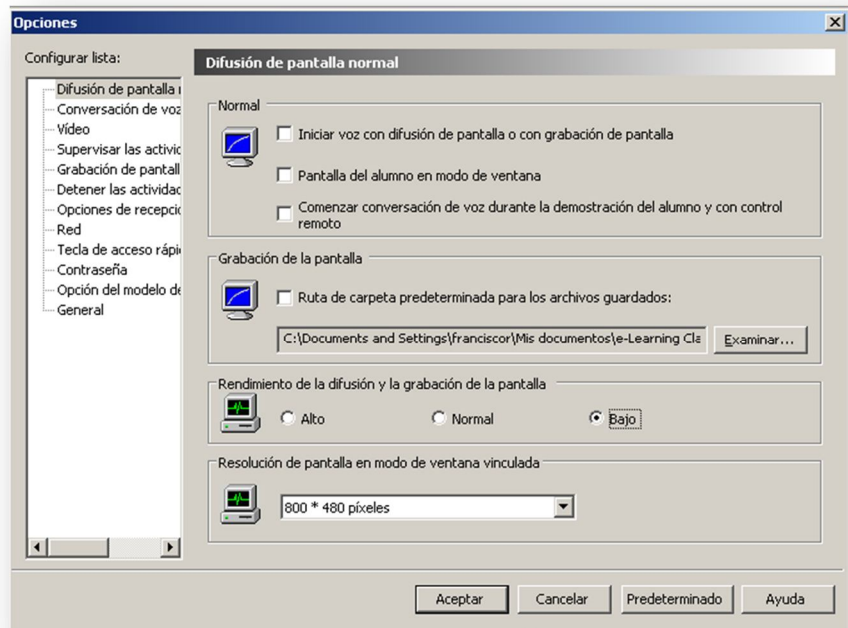 Opciones
Configurar lista:
Difusión de pantalla
Conversación de voz
Vídeo
Supervisar las
Grabación de
Detener las
Opciones de
Red
Tecla de acceso
Contraseña
Opción del modelo
General
Difusión de pantalla normal
Normal
Iniciar voz con difusión de pantalla o con grabación de pantalla
Pantalla del alumno en modo de ventana
Comenzar conversación de voz durante la demostración del alumno y con control
remoto
Grabación de la pantalla
Ruta de carpeta predeterminada para los archivos guardados:
C:\Documents and Settings\franciscor\Mis documentos\e-Learning Cla
Examinar...
Rendimiento de la difusión y la grabación de la pantalla
Alto
Normal
Bajo
Resolución de pantalla en modo de ventana vinculada
800 * 480 píxeles
Aceptar
Cancelar
Predeterminado
Ayuda